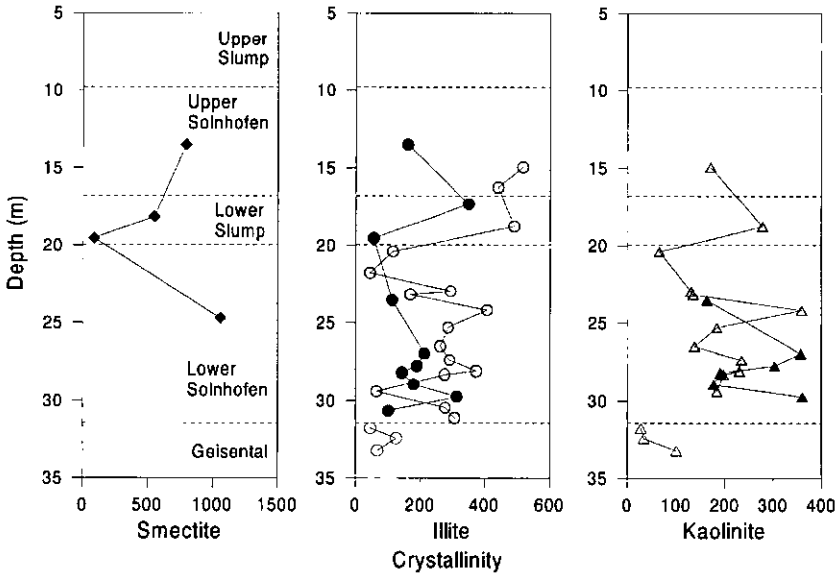 5 5 5
Upper
Slump
10 10 10
Upper
Solnhofen
15 15 15
Lower
Slump
20 20 20
Depth (m)
25 25 25
Lower
Solnhofen
30 30 30
Geisental
35 35 35
0 500 1000 1500 0 200 400 600 0 100 200 300 400
Smectite Illite Kaolinite
Crystallinity